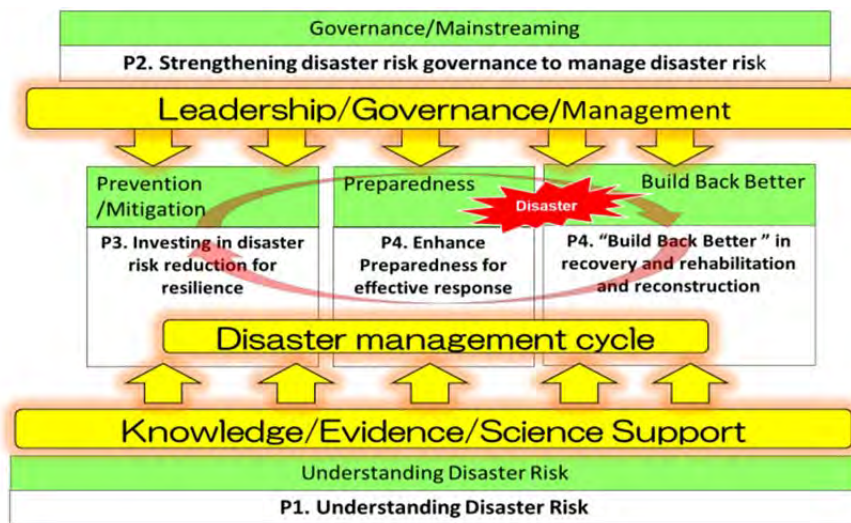 Governance/Mainstreaming
P2. Strengthening disaster risk governance to manage disaster risk
Leadership/Governance/Management
Prevention
/Mitigation
P3. Investing in disaster
risk reduction for
resilience
Preparedness
P4. Enhance
Preparedness for
effective response
Disaster
Build Back Better
P4. “Build Back Better ” in
recovery and rehabilitation
and reconstruction
Disaster management cycle
Knowledge/Evidence/Science Support
Understanding Disaster Risk
P1. Understanding Disaster Risk